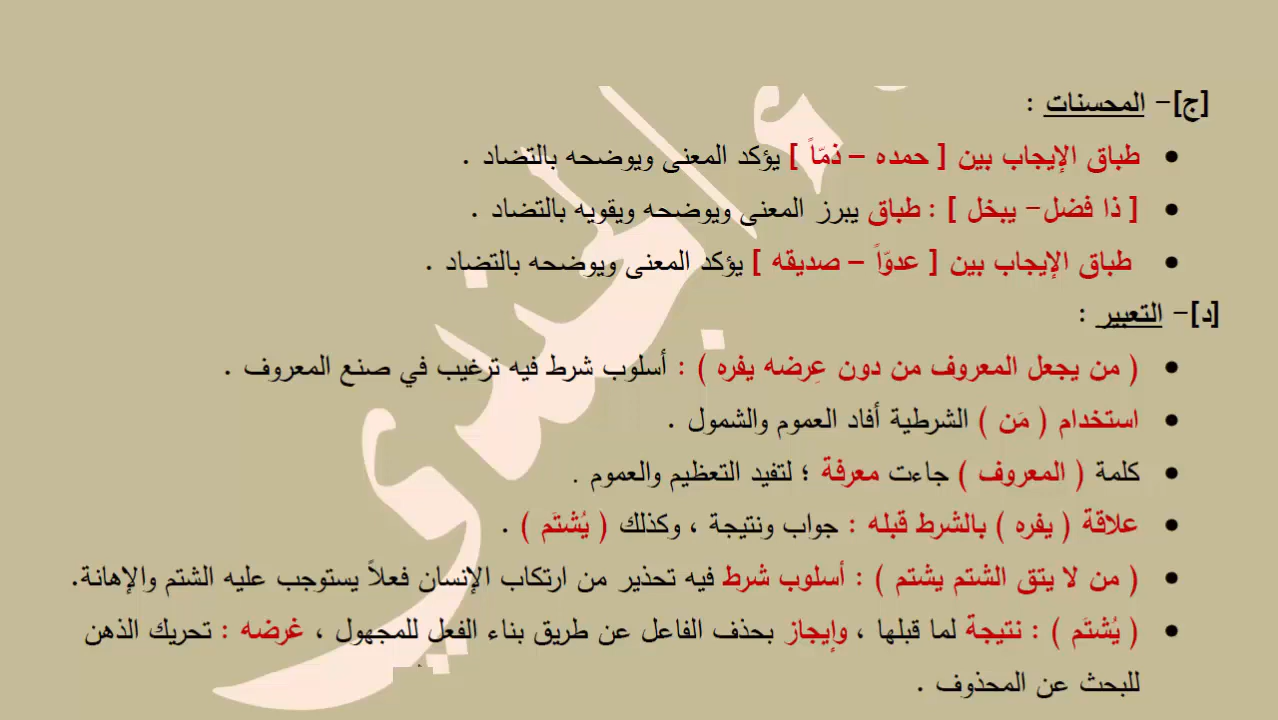 [ج]- المحسنات :
• طباق الإيجاب بين [ حمده – ذمّاً ] يؤكد المعنى ويوضحه بالتضاد .
• [ ذا فضل- يبخل ] : طباق يبرز المعنى ويوضحه ويقويه بالتضاد .
• طباق الإيجاب بين [ عدوّاً – صديقه ] يؤكد المعنى ويوضحه بالتضاد .
[د]- التعبير :
• ( من يجعل المعروف من دون عِرضه يفره ) : أسلوب شرط فيه ترغيب في صنع المعروف .
• استخدام ( مَن ) الشرطية أفاد العموم والشمول .
• كلمة ( المعروف ) جاءت معرفة ؛ لتفيد التعظيم والعموم .
• علاقة ( يفره ) بالشرط قبله : جواب ونتيجة ، وكذلك ( يُشتَم ) .
• ( من لا يتق الشتم يشتم ) : أسلوب شرط فيه تحذير من ارتكاب الإنسان فعلاً يستوجب عليه الشتم والإهانة.
• ( يُشتَم ) : نتيجة لما قبلها ، وإيجاز بحذف الفاعل عن طريق بناء الفعل للمجهول ، غرضه : تحريك الذهن
للبحث عن المحذوف .